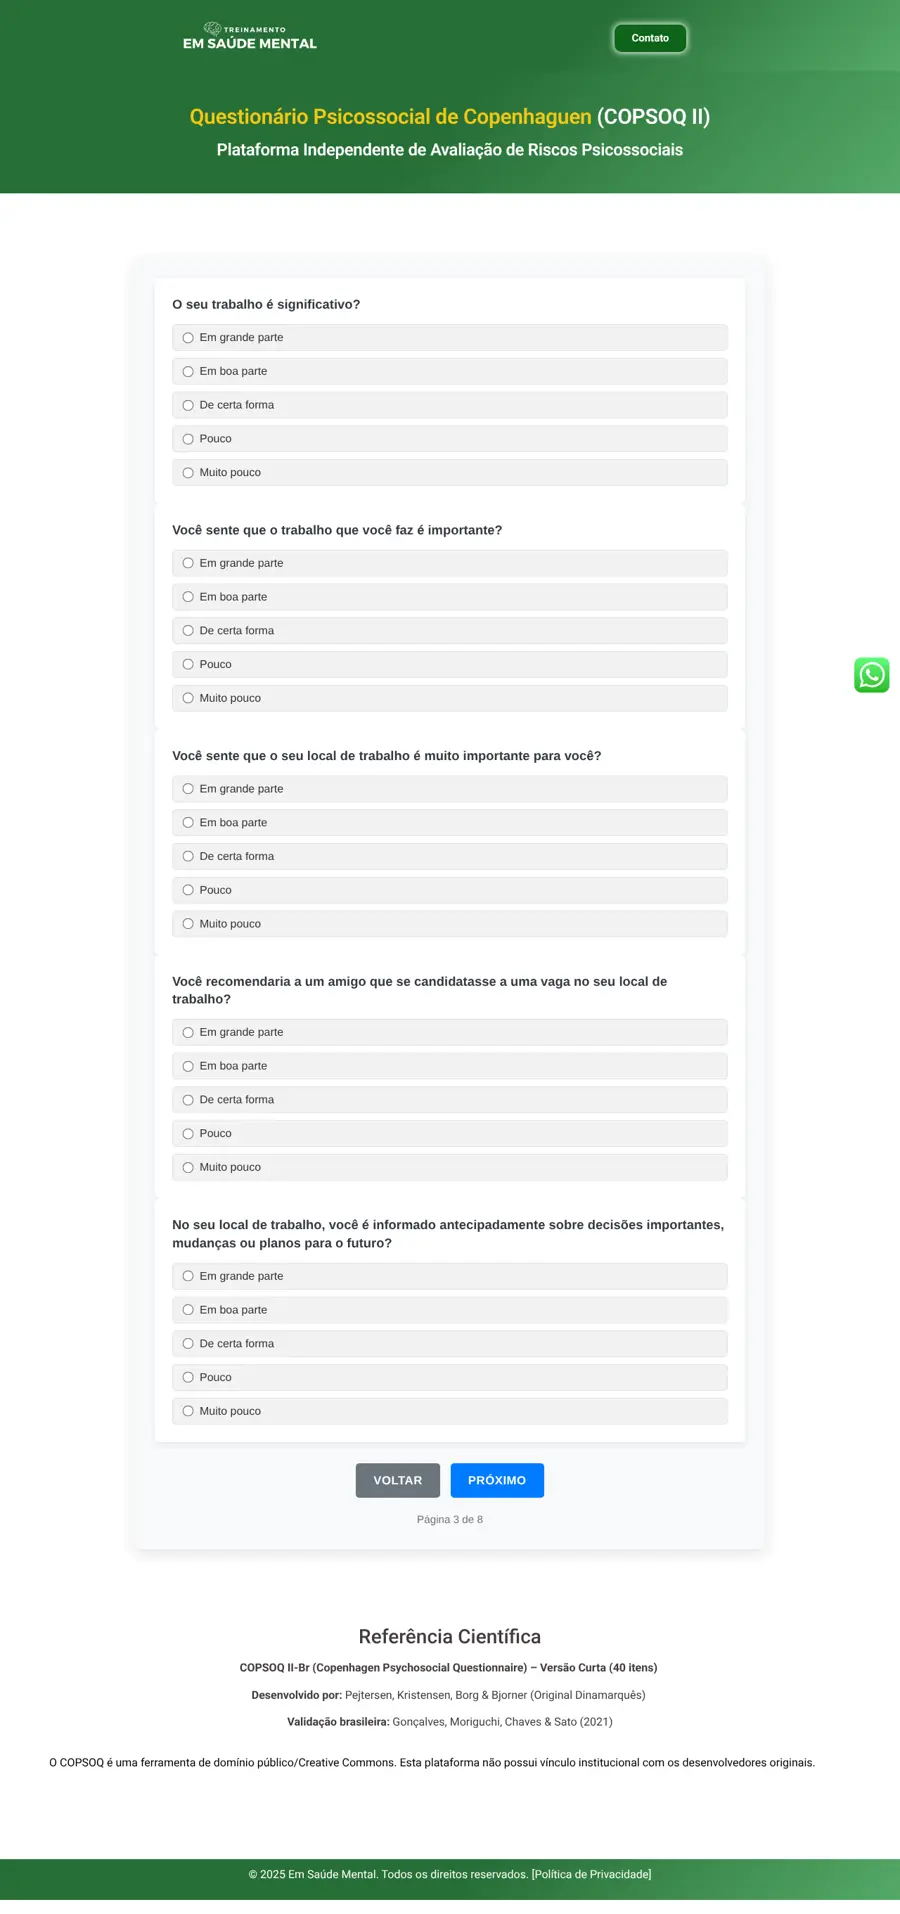 TREINAMENTO
EM SAÚDE MENTAL
Contato
Questionário Psicossocial de Copenhaguen (COPSOQ II)
Plataforma Independente de Avaliação de Riscos Psicossociais
O seu trabalho é significativo?
Em grande parte
Em boa parte
De certa forma
Pouco
Muito pouco
Você sente que o trabalho que você faz é importante?
Em grande parte
Em boa parte
De certa forma
Pouco
Muito pouco
Você sente que o seu local de trabalho é muito importante para você?
Em grande parte
Em boa parte
De certa forma
Pouco
Muito pouco
Você recomendaria a um amigo que se candidatasse a uma vaga no seu local de
trabalho?
Em grande parte
Em boa parte
De certa forma
Pouco
Muito pouco
No seu local de trabalho, você é informado antecipadamente sobre decisões importantes,
mudanças ou planos para o futuro?
Em grande parte
Em boa parte
De certa forma
Pouco
Muito pouco
VOLTAR
PRÓXIMO
Página 3 de 8
Referência Científica
COPSOQ II-Br (Copenhagen Psychosocial Questionnaire) – Versão Curta (40 itens)
Desenvolvido por: Pejtersen, Kristensen, Borg & Bjorner (Original Dinamarquês)
Validação brasileira: Gonçalves, Moriguchi, Chaves & Sato (2021)
O COPSOQ é uma ferramenta de domínio público/Creative Commons. Esta plataforma não possui vínculo institucional com os desenvolvedores originais.
© 2025 Em Saúde Mental. Todos os direitos reservados. [Política de Privacidade]